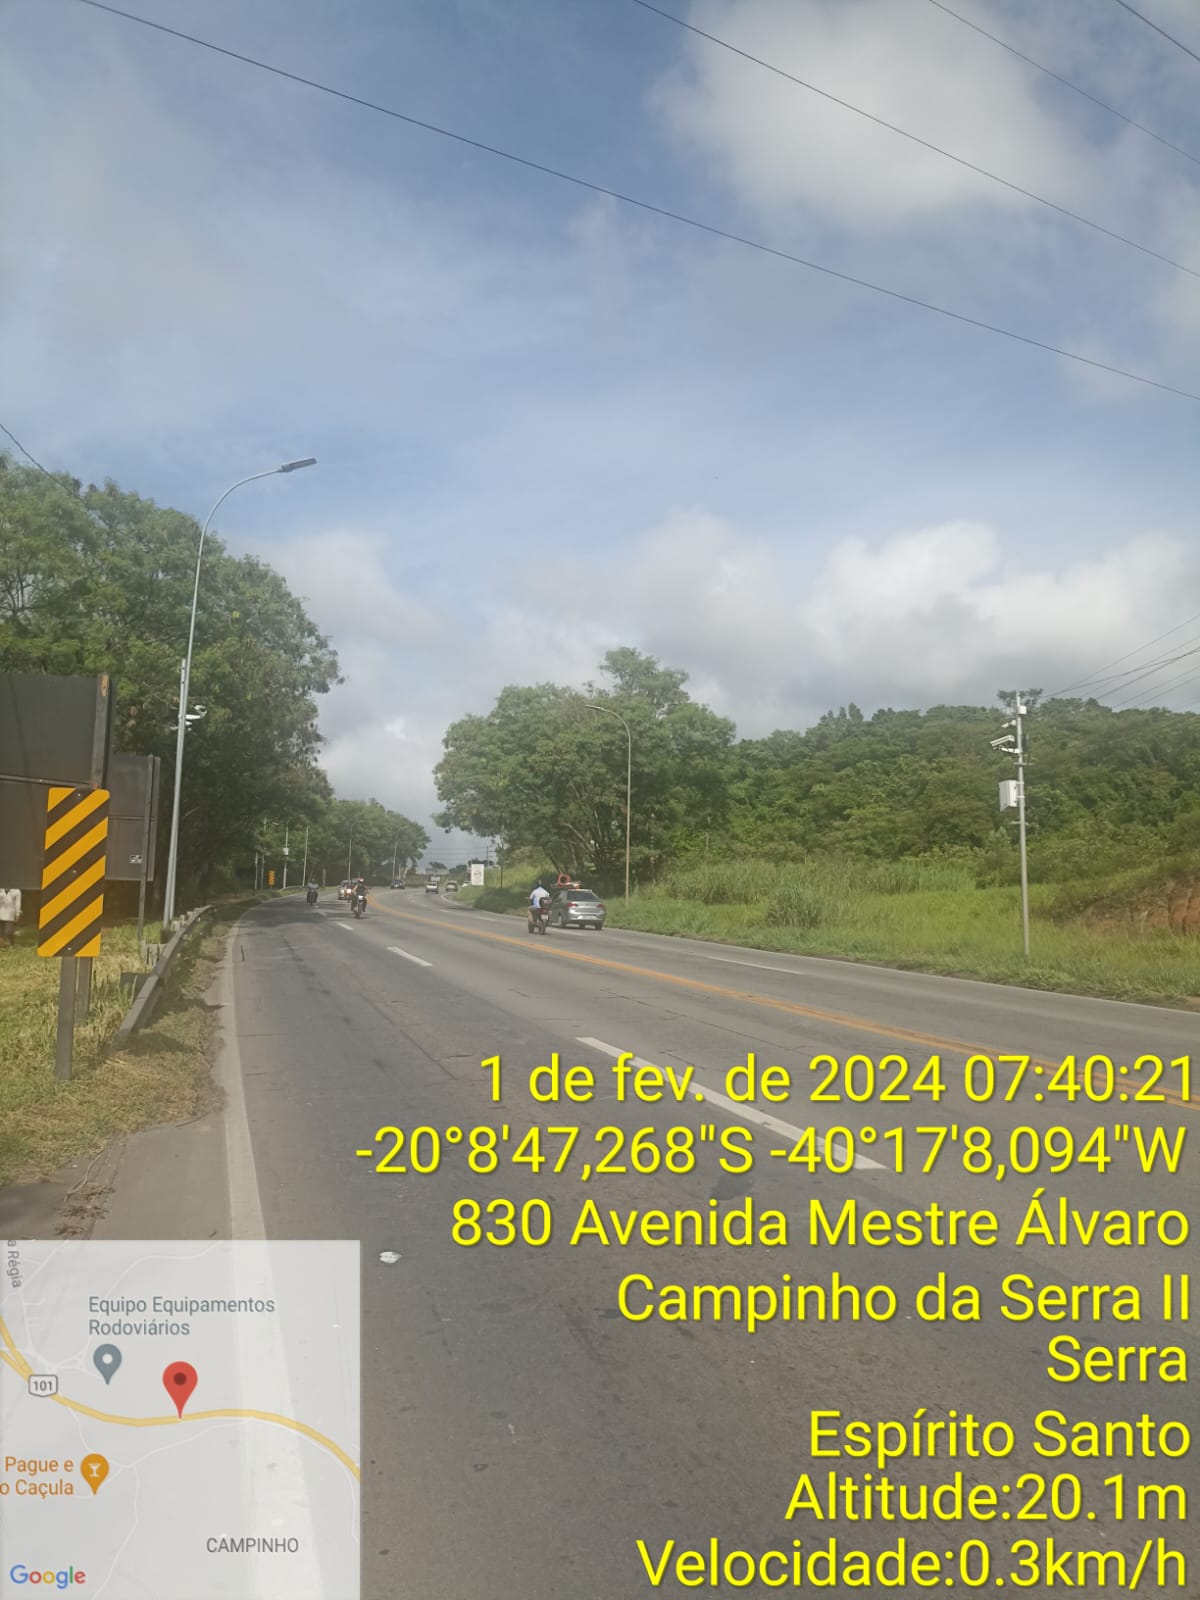 1 de fev. de 2024 07:40:21
-20°8'47,268"S -40°17'8,094"W
830 Avenida Mestre Álvaro
Campinho da Serra II
Serra
Espírito Santo
Altitude:20.1m
Velocidade:0.3km/h
a Régia
Equipo Equipamentos
Rodoviários
101
Pague e
o Caçula
CAMPINHO
Google